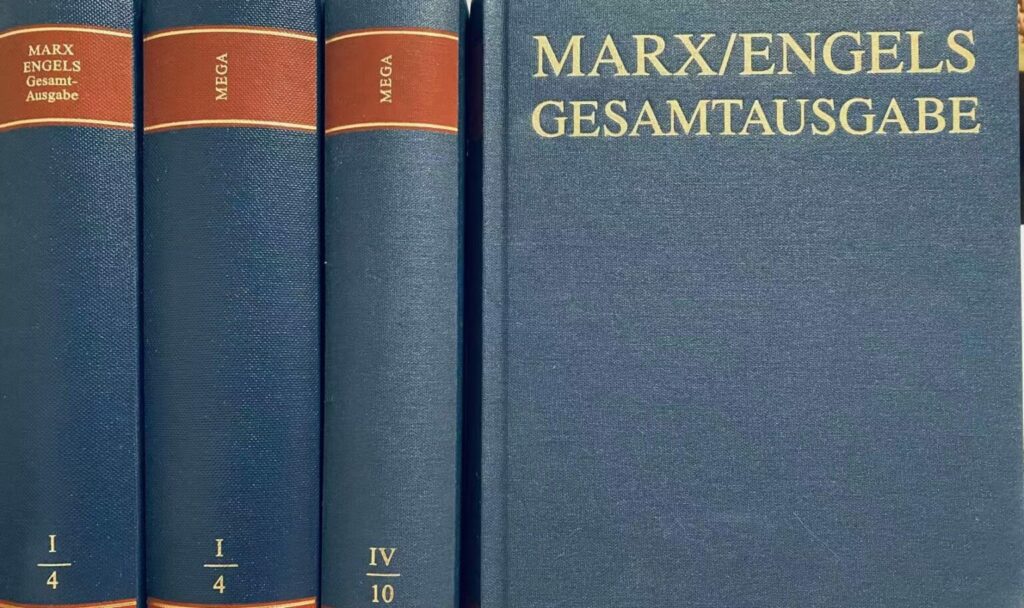 MARX
ENGELS
Gesamt-
Ausgabe
I
4
MEGA
I
4
MEGA
IV
10
MARX/ENGELS
GESAMTAUSGABE